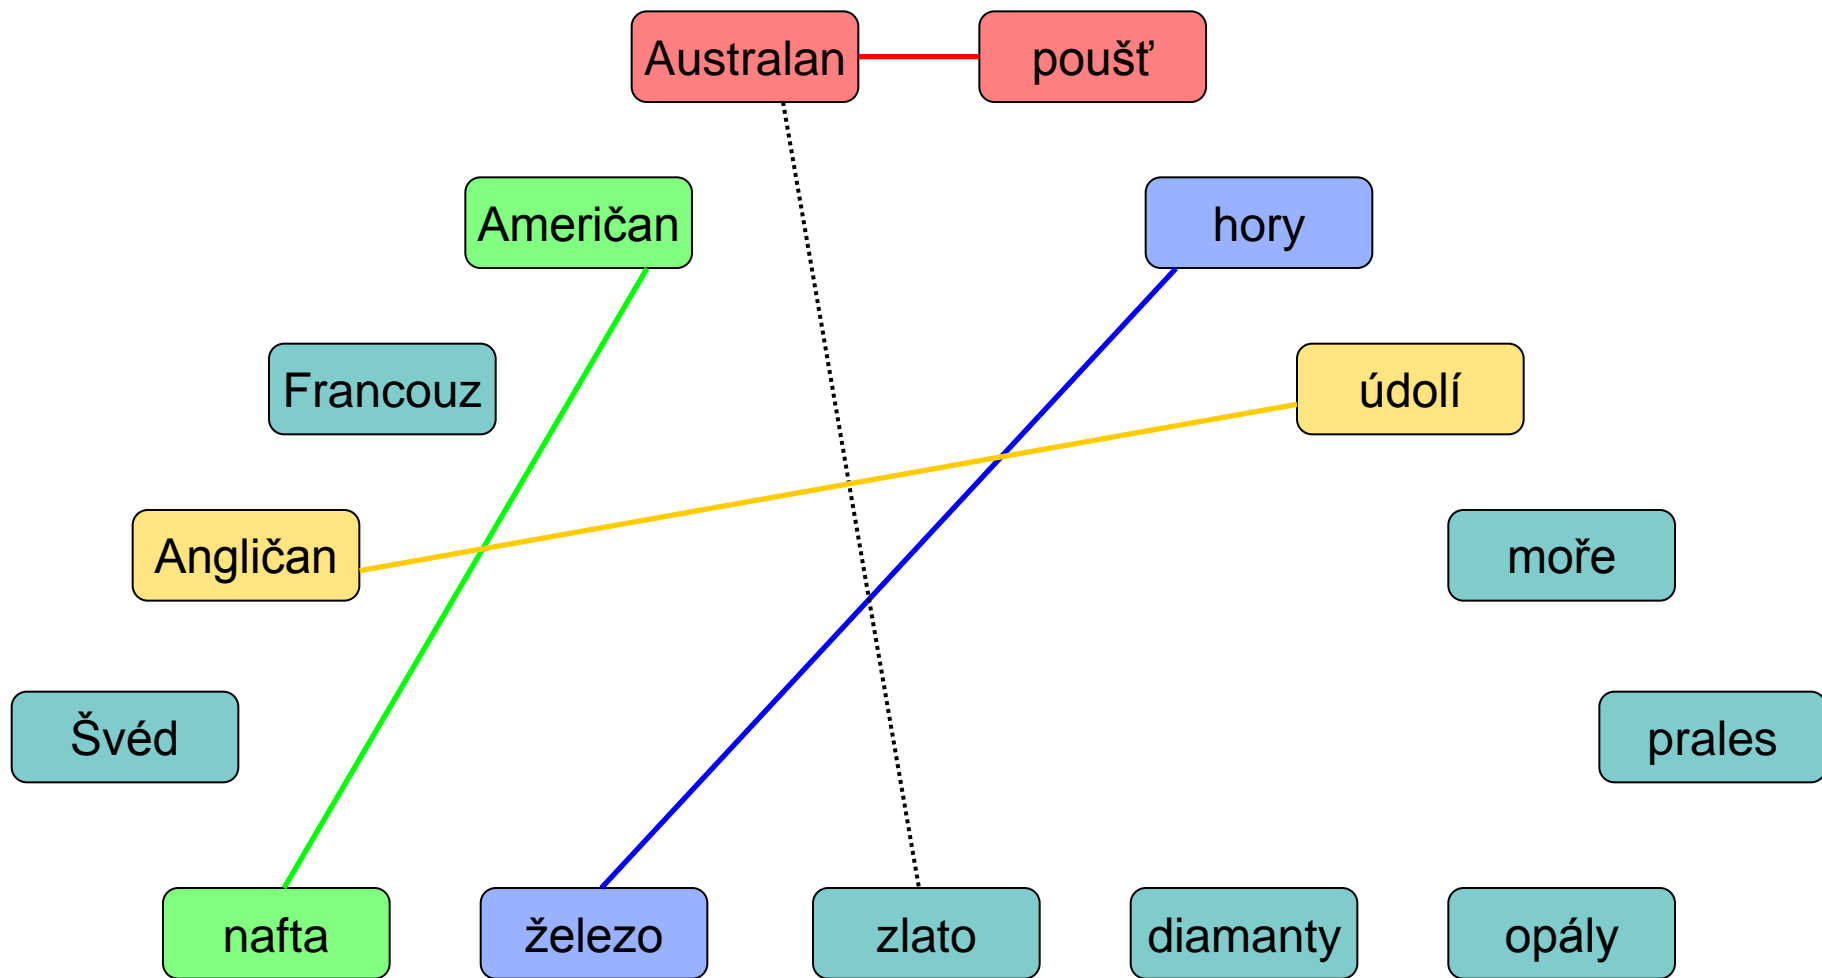 Australan poušť
Američan hory
Francouz údolí
Angličan moře
Švéd prales
nafta železo zlato diamanty opály